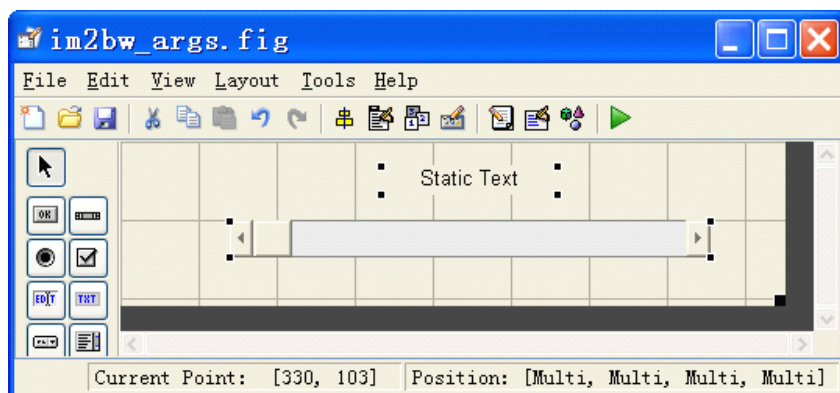 im2bw_args.fig
File Edit View Layout Tools Help
Static Text
OK
EDIT TXT
Current Point: [330, 103] Position: [Multi, Multi, Multi, Multi]